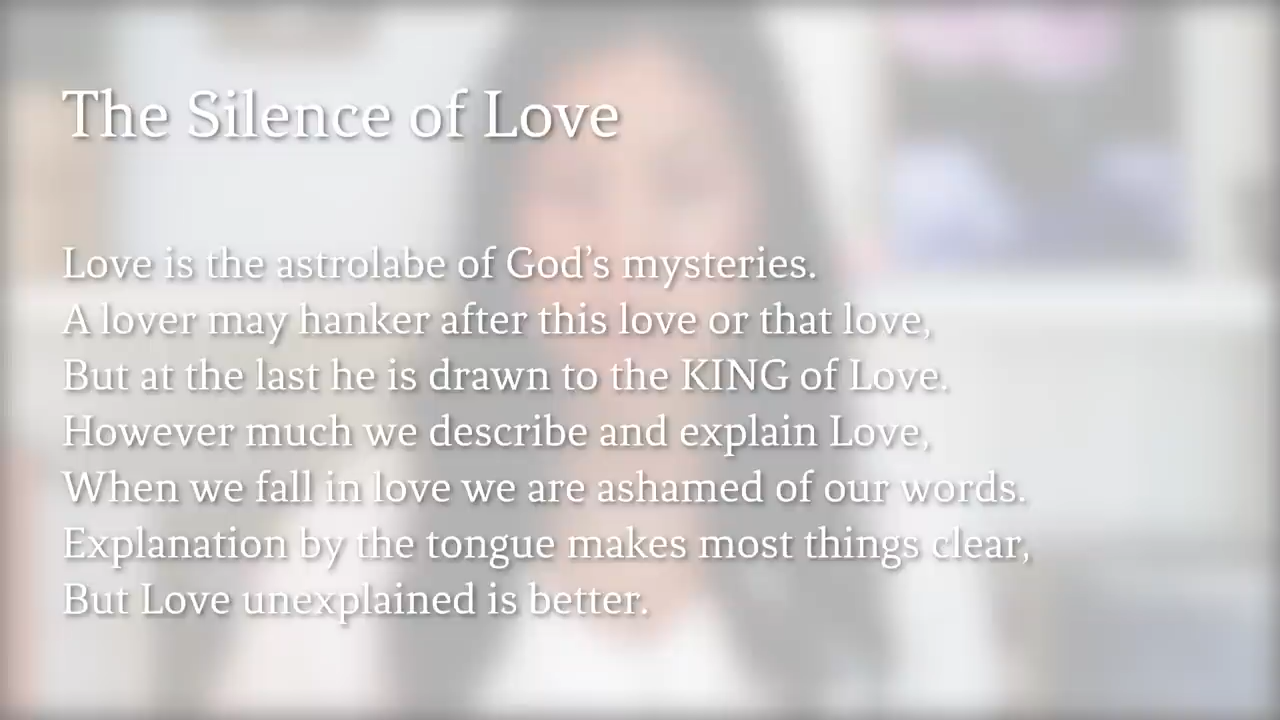 The Silence of Love
Love is the astrolabe of God’s mysteries.
A lover may hanker after this love or that love,
But at the last he is drawn to the KING of Love.
However much we describe and explain Love,
When we fall in love we are ashamed of our words.
Explanation by the tongue makes most things clear,
But Love unexplained is better.